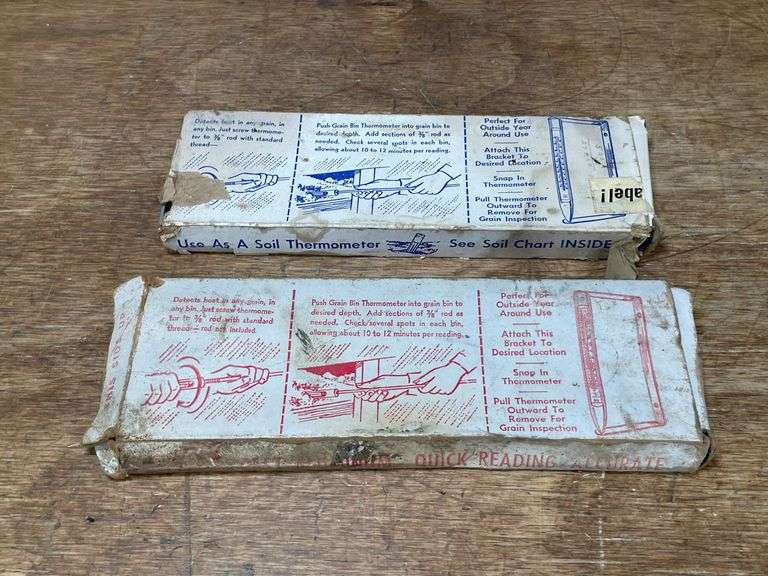 Detects heat in any grain, in
any bin. Just screw thermome-
ter to ⅜" rod with standard
thread—
Push Grain Bin Thermometer into grain bin to
desired depth. Add sections of ⅜" rod as
needed. Check several spots in each bin,
allowing about 10 to 12 minutes per reading.
Perfect For
Outside Year
Around Use
Attach This
Bracket To
Desired Location
Snap In
Thermometer
Pull Thermometer
Outward To
Remove For
Grain Inspection
abel!!
Use As A Soil Thermometer
See Soil Chart INSIDE
Detects heat in any grain, in
any bin. Just screw thermome-
ter to ⅜" rod with standard
thread — rod not included.
Push Grain Bin Thermometer into grain bin to
desired depth. Add sections of ⅜" rod as
needed. Check several spots in each bin,
allowing about 10 to 12 minutes per reading.
Perfect For
Outside Year
Around Use
Attach This
Bracket To
Desired Location
Snap In
Thermometer
Pull Thermometer
Outward To
Remove For
Grain Inspection
QUICK READING ACCURATE